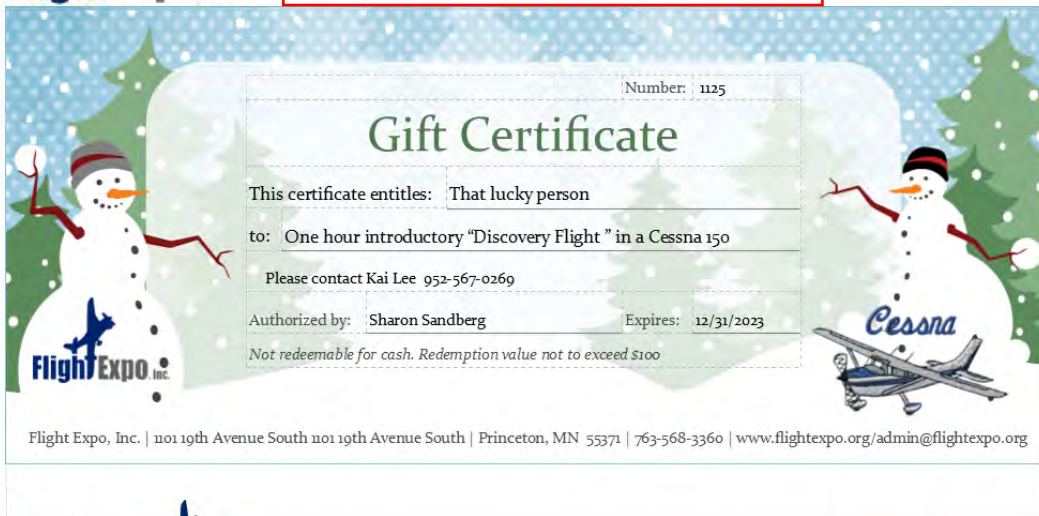 Number: 1125
Gift Certificate
This certificate entitles: That lucky person
to: One hour introductory “Discovery Flight ” in a Cessna 150
Please contact Kai Lee 952-567-0269
Authorized by: Sharon Sandberg Expires: 12/31/2023
Not redeemable for cash. Redemption value not to exceed $100
FlightExpo, Inc.
Cessna
Flight Expo, Inc. | 1101 19th Avenue South 1101 19th Avenue South | Princeton, MN 55371 | 763-568-3360 | www.flightexpo.org/admin@flightexpo.org